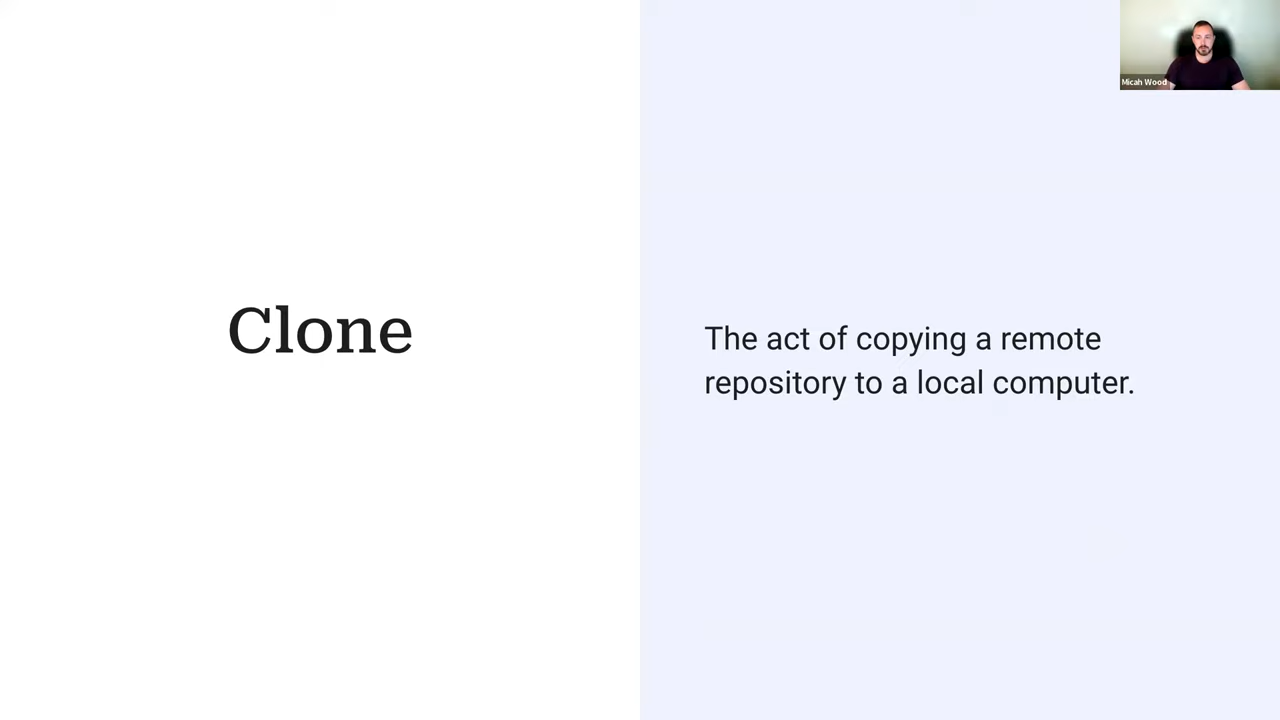 Clone
The act of copying a remote
repository to a local computer.
Micah Wood